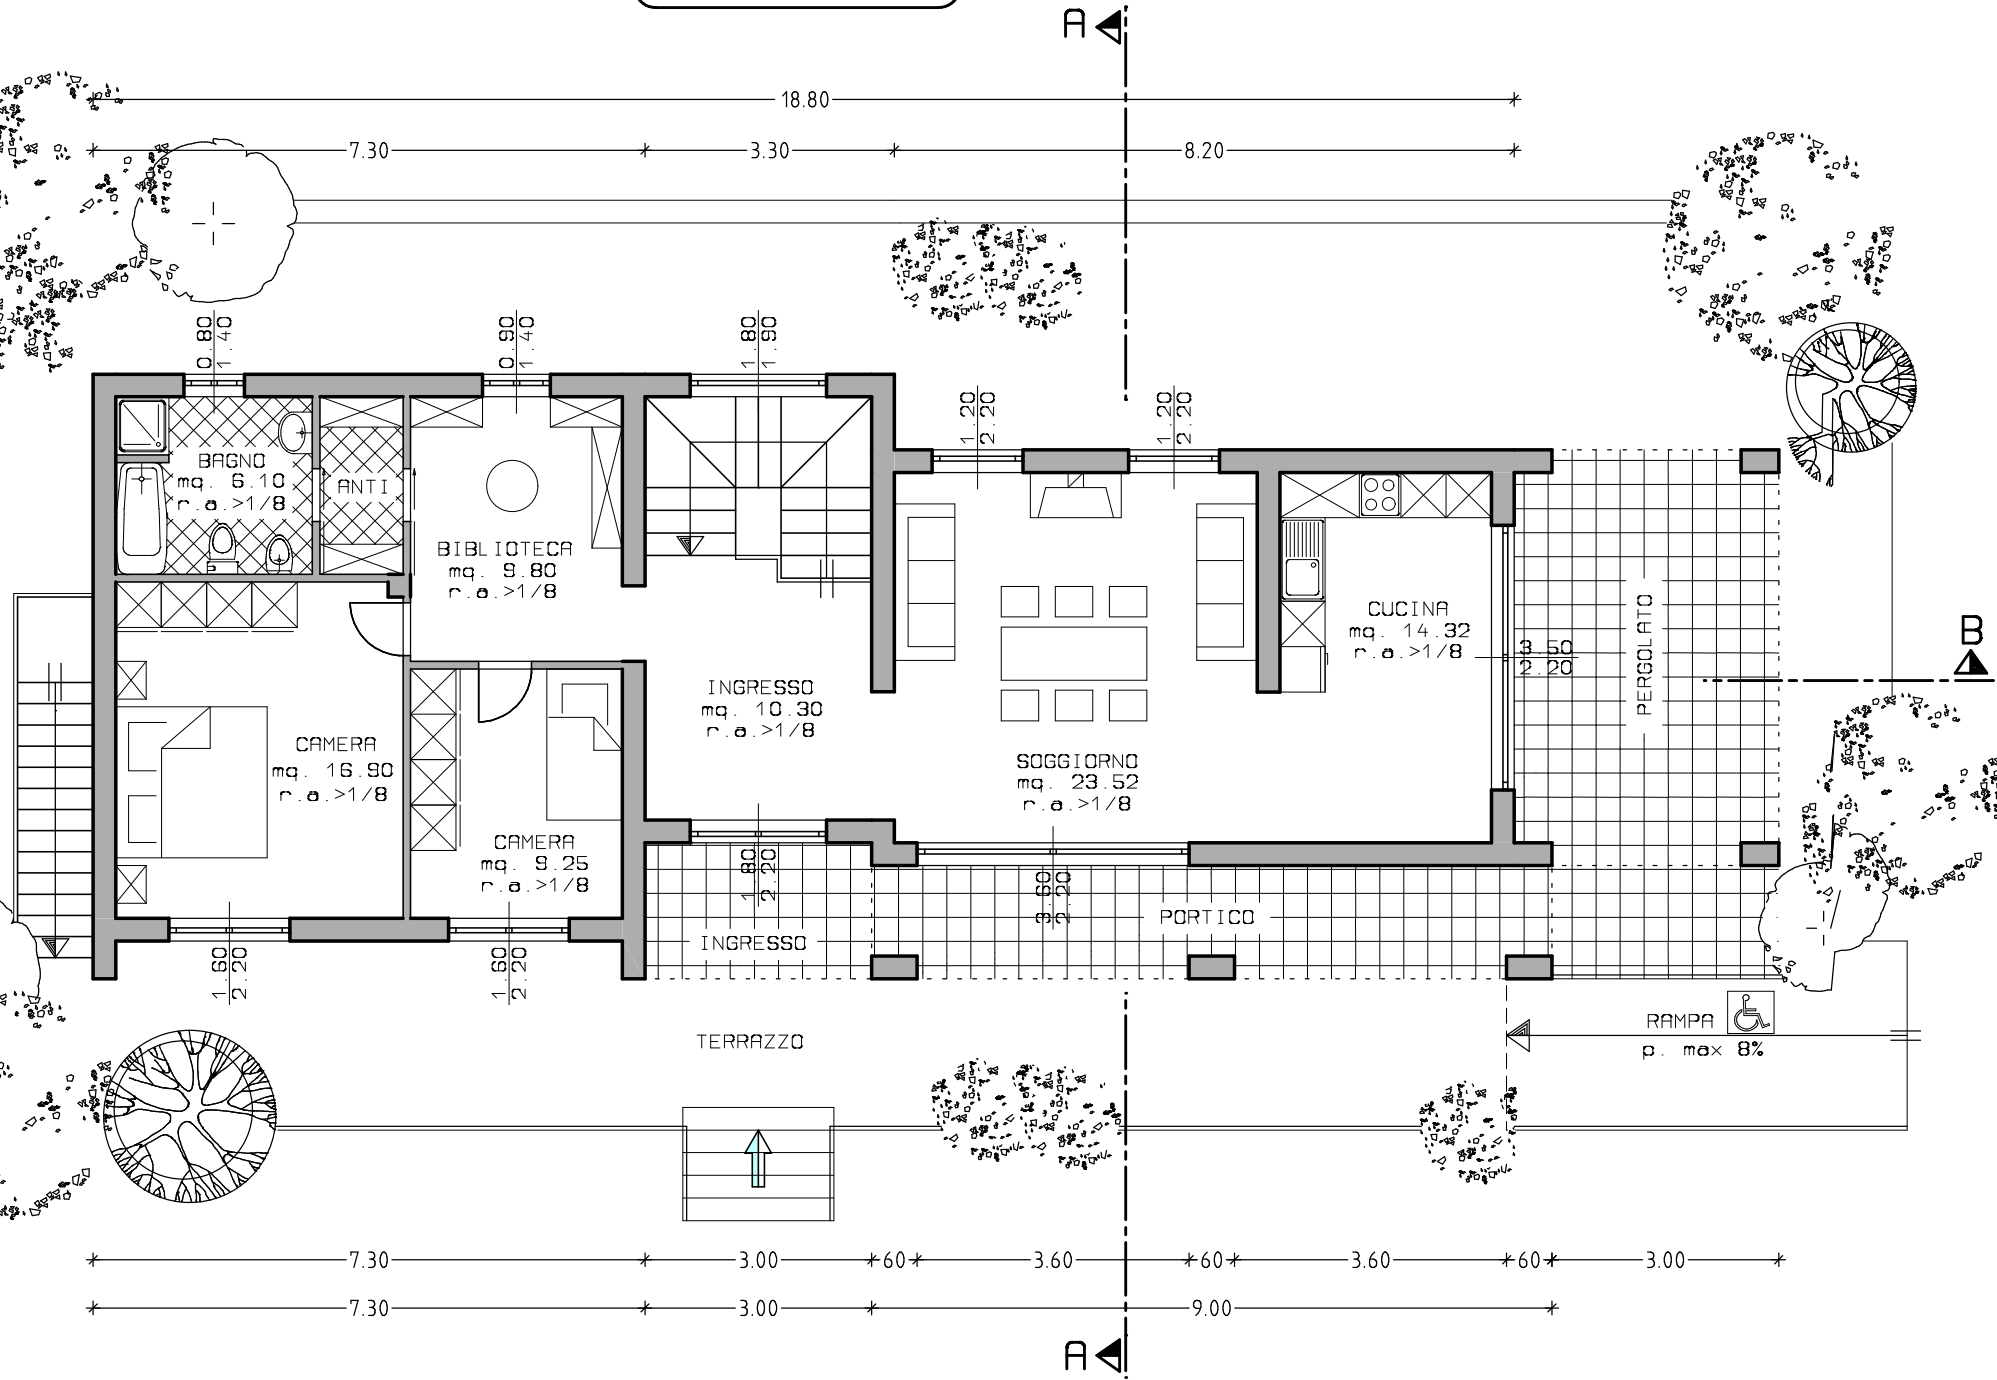 A
18.80
7.30
3.30
8.20
0.80
1.40
0.90
1.40
1.80
1.90
1.20
2.20
1.20
2.20
BAGNO
mq. 6.10
r.a.>1/8
ANTI
BIBLIOTECA
mq. 9.80
r.a.>1/8
CUCINA
mq. 14.32
r.a.>1/8
3.50
2.20
PERGOLATO
B
INGRESSO
mq. 10.30
r.a.>1/8
CAMERA
mq. 16.90
r.a.>1/8
SOGGIORNO
mq. 23.52
r.a.>1/8
CAMERA
mq. 9.25
r.a.>1/8
1.80
2.20
3.60
2.20
PORTICO
INGRESSO
1.60
2.20
1.60
2.20
TERRAZZO
RAMPA
p. max 8%
7.30
3.00
60
3.60
60
3.60
60
3.00
7.30
3.00
9.00
A